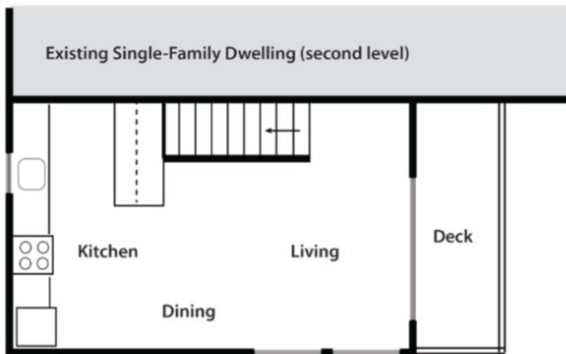 Existing Single-Family Dwelling (second level)
Kitchen
Living
Deck
Dining